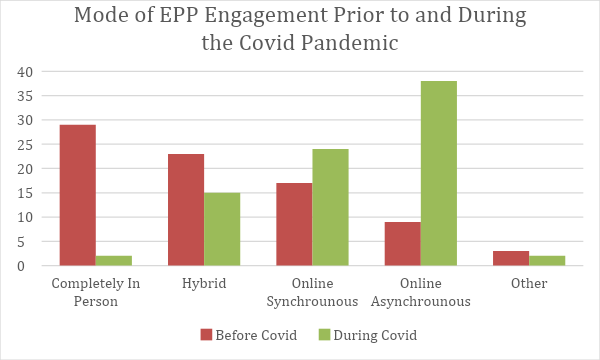 Mode of EPP Engagement Prior to and During
the Covid Pandemic
40
35
30
25
20
15
10
5
0
Completely In
Person
Hybrid
Online
Synchrounous
Online
Asynchrounous
Other
Before Covid
During Covid